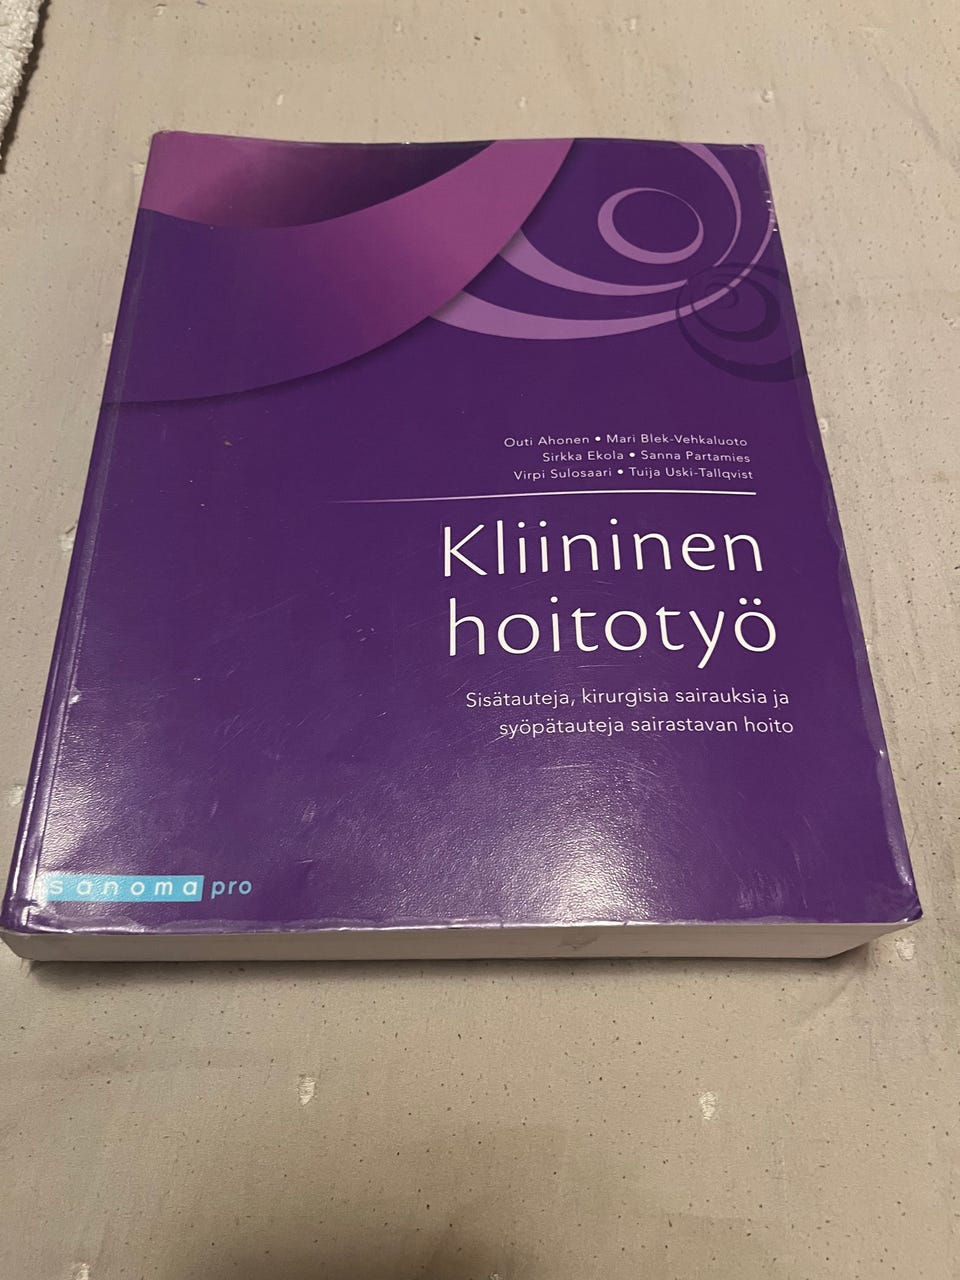 Outi Ahonen • Mari Blek-Vehkaluoto
Sirkka Ekola • Sanna Partamies
Virpi Sulosaari • Tuija Uski-Tallqvist
Kliininen
hoitotyö
Sisätauteja, kirurgisia sairauksia ja
syöpätauteja sairastavan hoito
sanoma pro